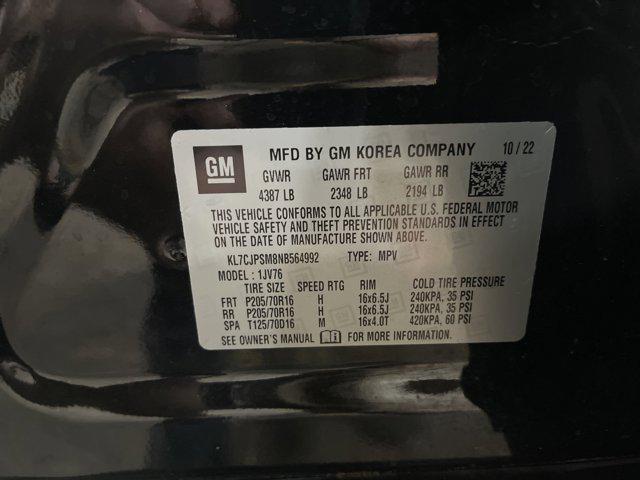 GM
MFD BY GM KOREA COMPANY 10/22
GVWR GAWR FRT GAWR RR
4387 LB 2348 LB 2194 LB
THIS VEHICLE CONFORMS TO ALL APPLICABLE U.S. FEDERAL MOTOR
VEHICLE SAFETY AND THEFT PREVENTION STANDARDS IN EFFECT
ON THE DATE OF MANUFACTURE SHOWN ABOVE.
KL7CJPSM8NB564992 TYPE: MPV
MODEL: 1JV76
TIRE SIZE SPEED RTG RIM COLD TIRE PRESSURE
FRT P205/70R16 H 16x6.5J 240KPA, 35 PSI
RR P205/70R16 H 16x6.5J 240KPA, 35 PSI
SPA T125/70D16 M 16x4.0T 420KPA, 60 PSI
SEE OWNER'S MANUAL FOR MORE INFORMATION.